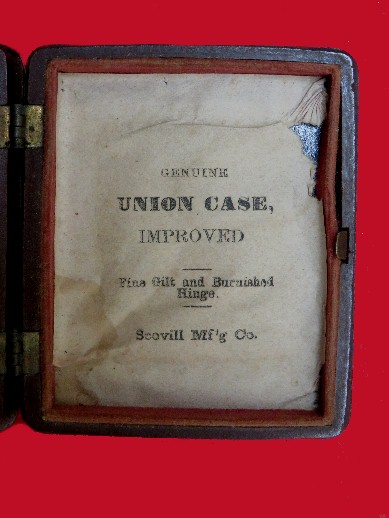 GENUINE
UNION CASE,
IMPROVED
Fine Gilt and Burnished
Hinge.
Scovill Mf'g Co.